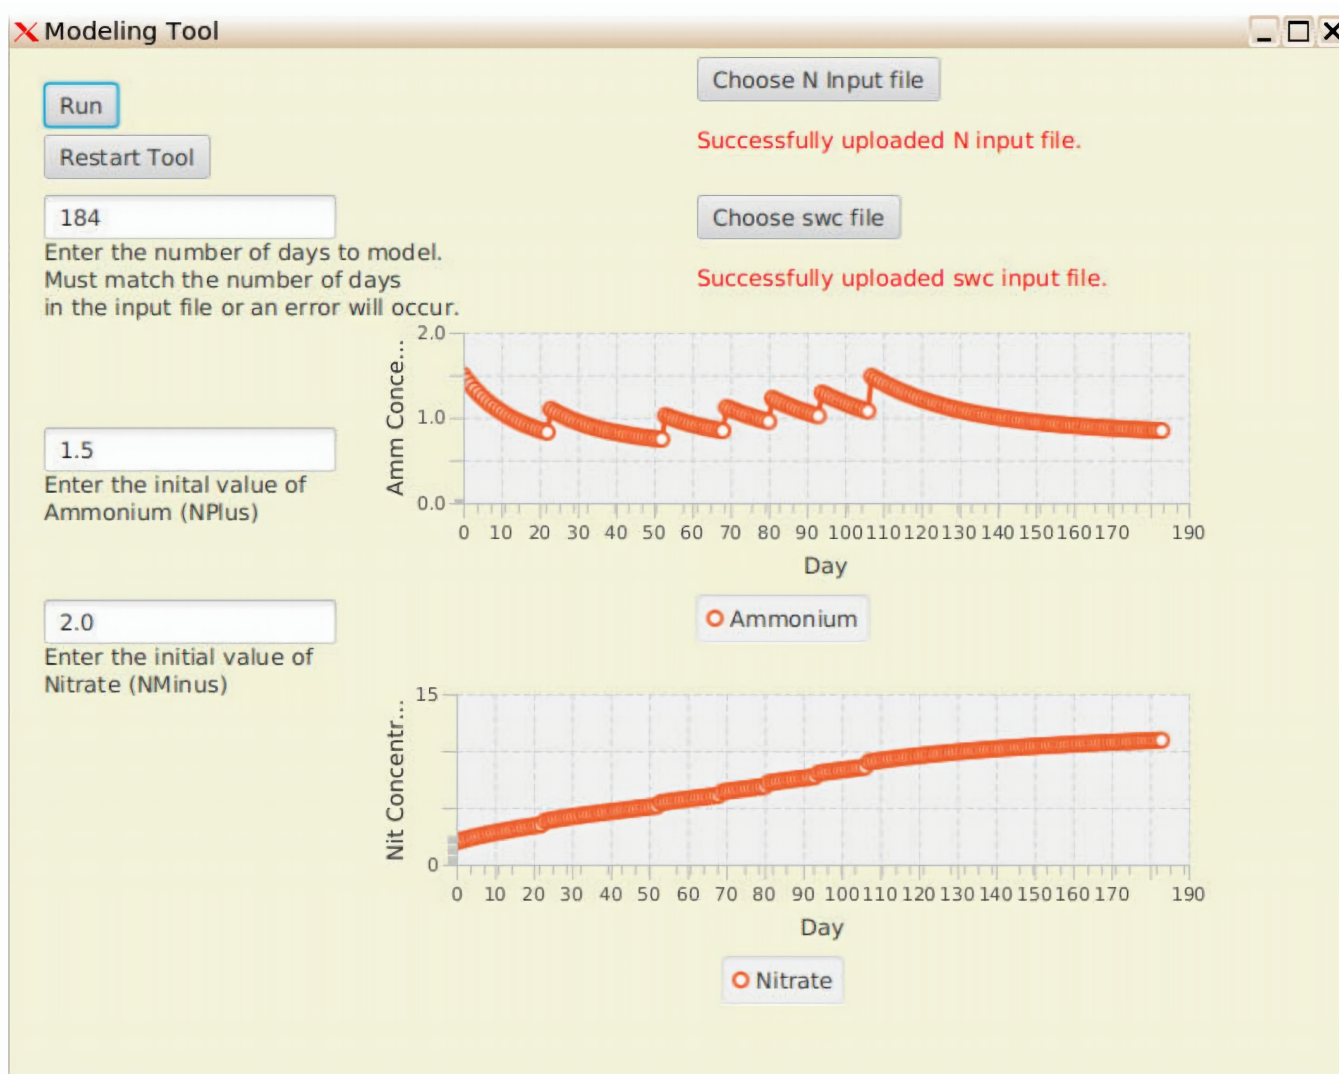 Modeling Tool
Run
Restart Tool
184
Enter the number of days to model.
Must match the number of days
in the input file or an error will occur.
Choose N Input file
Successfully uploaded N input file.
Choose swc file
Successfully uploaded swc input file.
1.5
Enter the inital value of
Ammonium (NPlus)
2.0
Enter the initial value of
Nitrate (NMinus)
Amm Conce...
2.0
1.0
0.0
0 10 20 30 40 50 60 70 80 90 100 110 120 130 140 150 160 170 190
Day
Ammonium
Nit Concentr...
15
0
0 10 20 30 40 50 60 70 80 90 100 110 120 130 140 150 160 170 190
Day
Nitrate